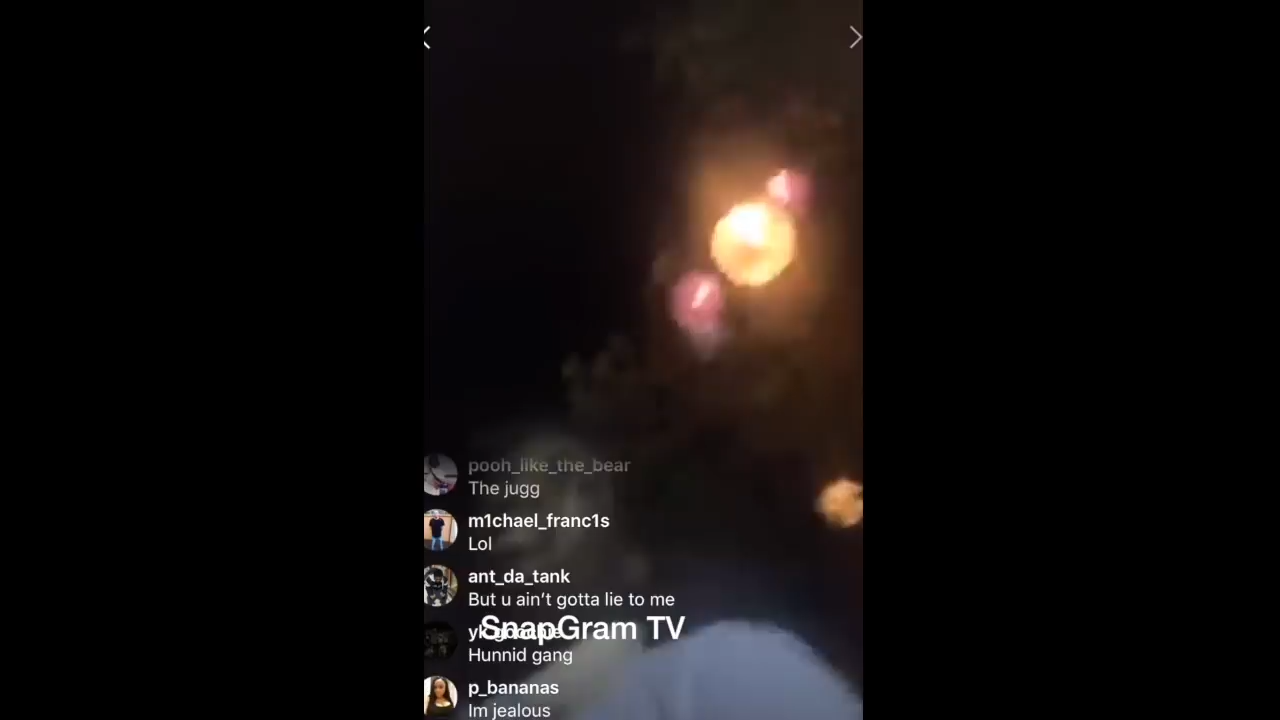 pooh_like_the_bear
The jugg
m1chael_franc1s
Lol
ant_da_tank
But u ain’t gotta lie to me
SnapGram TV
Hunnid gang
p_bananas
Im jealous